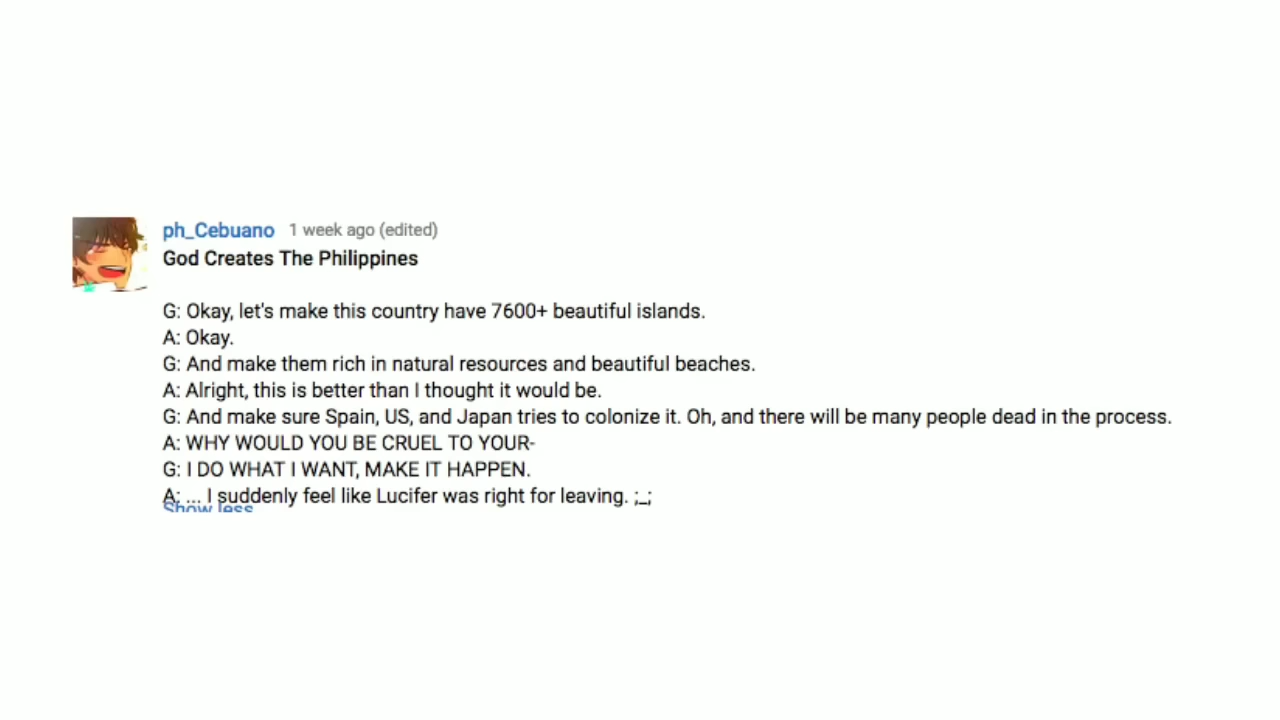 ph_Cebuano 1 week ago (edited)
God Creates The Philippines
G: Okay, let's make this country have 7600+ beautiful islands.
A: Okay.
G: And make them rich in natural resources and beautiful beaches.
A: Alright, this is better than I thought it would be.
G: And make sure Spain, US, and Japan tries to colonize it. Oh, and there will be many people dead in the process.
A: WHY WOULD YOU BE CRUEL TO YOUR-
G: I DO WHAT I WANT, MAKE IT HAPPEN.
A: ... I suddenly feel like Lucifer was right for leaving. ;_;
Show less